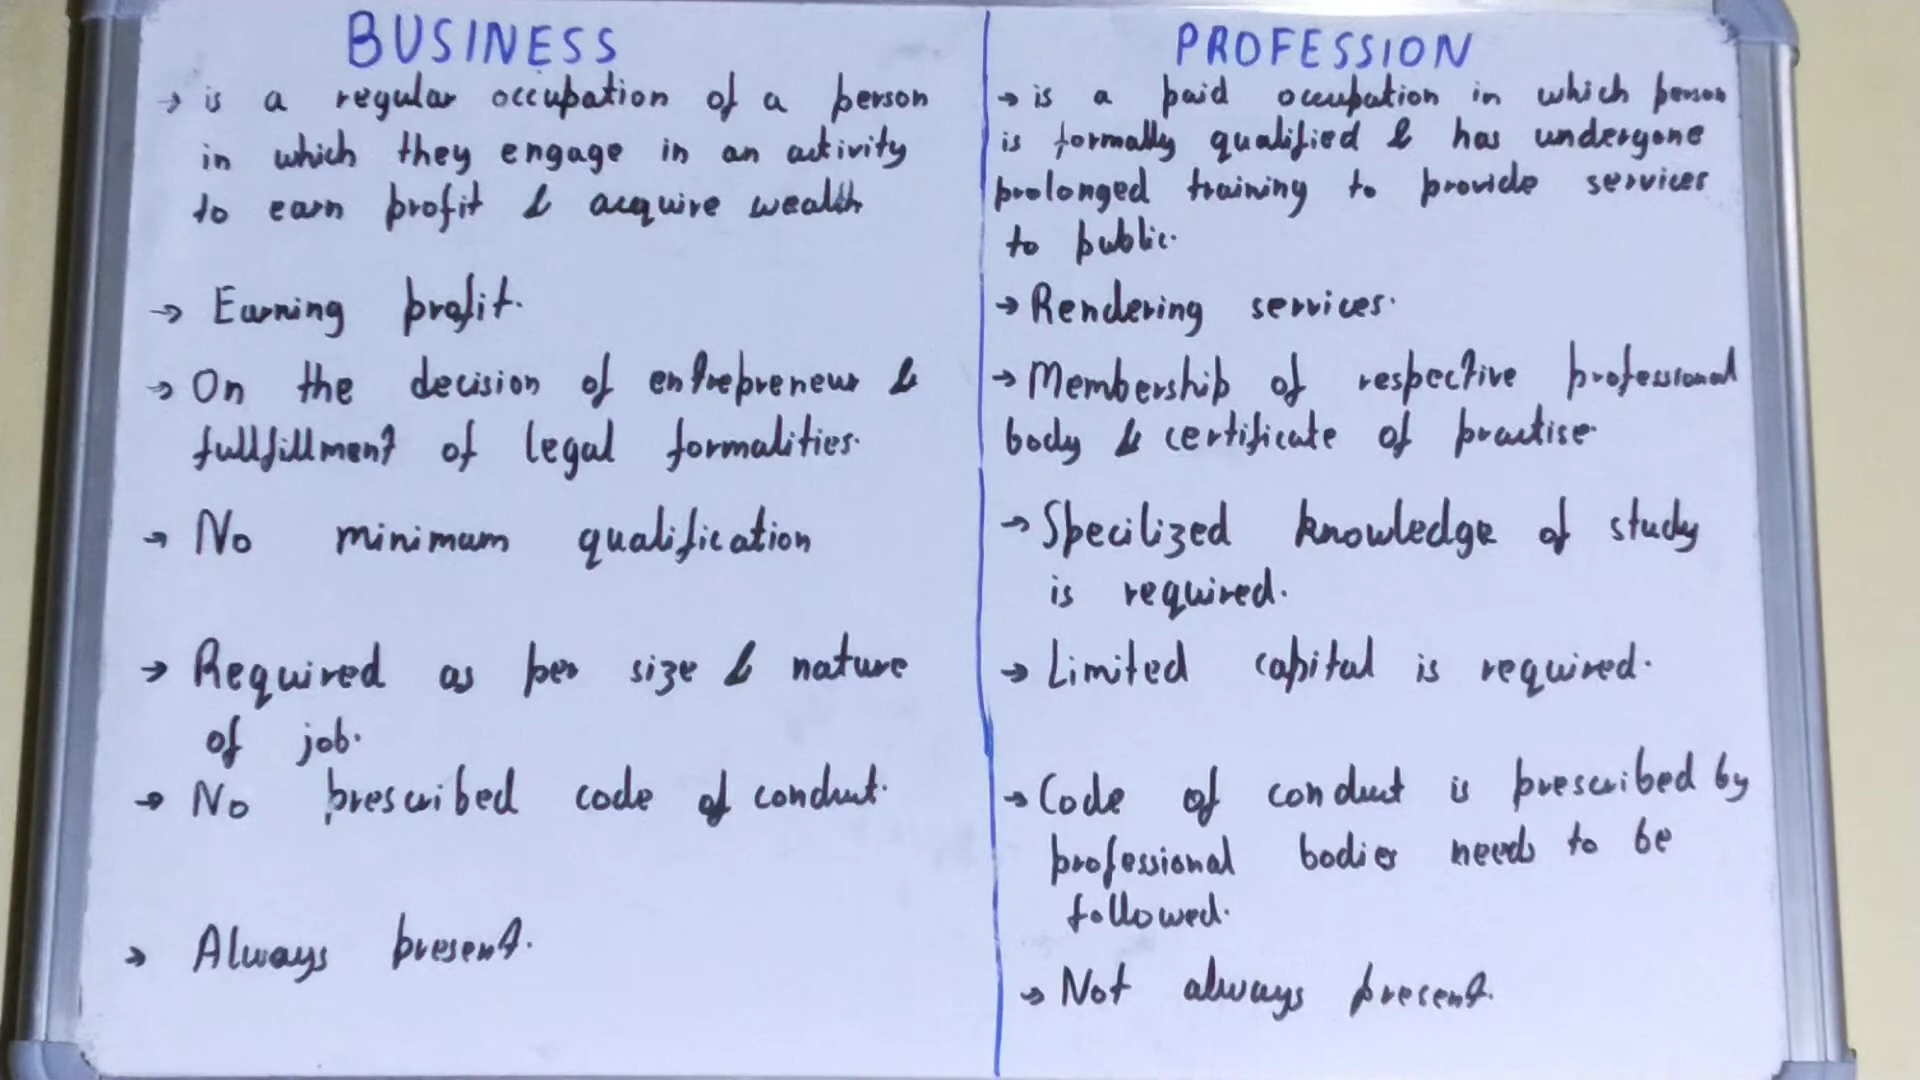 BUSINESS
→ is a regular occupation of a person
in which they engage in an activity
to earn profit & acquire wealth
→ Earning profit.
→ On the decision of entrepreneur &
fullfillment of legal formalities.
→ No minimum qualification
→ Required as per size & nature
of job.
→ No prescribed code of conduct.
→ Always present.
PROFESSION
→ is a paid occupation in which person
is formally qualified & has undergone
prolonged training to provide services
to public.
→ Rendering services.
→ Membership of respective professional
body & certificate of practise.
→ Specilized knowledge of study
is required.
→ Limited capital is required.
→ Code of conduct is prescribed by
professional bodies needs to be
followed.
→ Not always present.